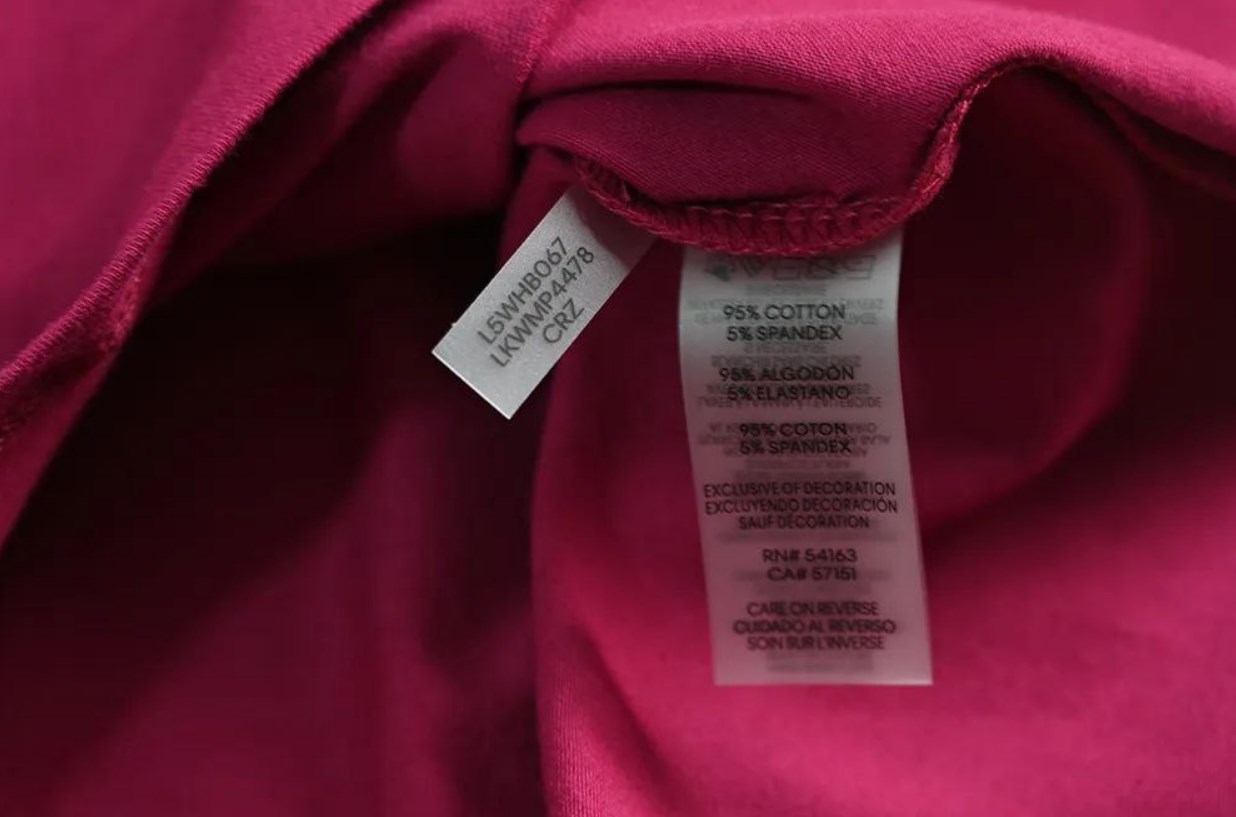 L5WHB067
LKWMP4478
CRZ
95% COTTON
5% SPANDEX
95% ALGODÓN
5% ELASTANO
95% COTON
5% SPANDEX
EXCLUSIVE OF DECORATION
EXCLUYENDO DECORACIÓN
SAUF DÉCORATION
RN# 54163
CA# 57151
CARE ON REVERSE
CUIDADO AL REVERSO
SOIN SUR L'INVERSE